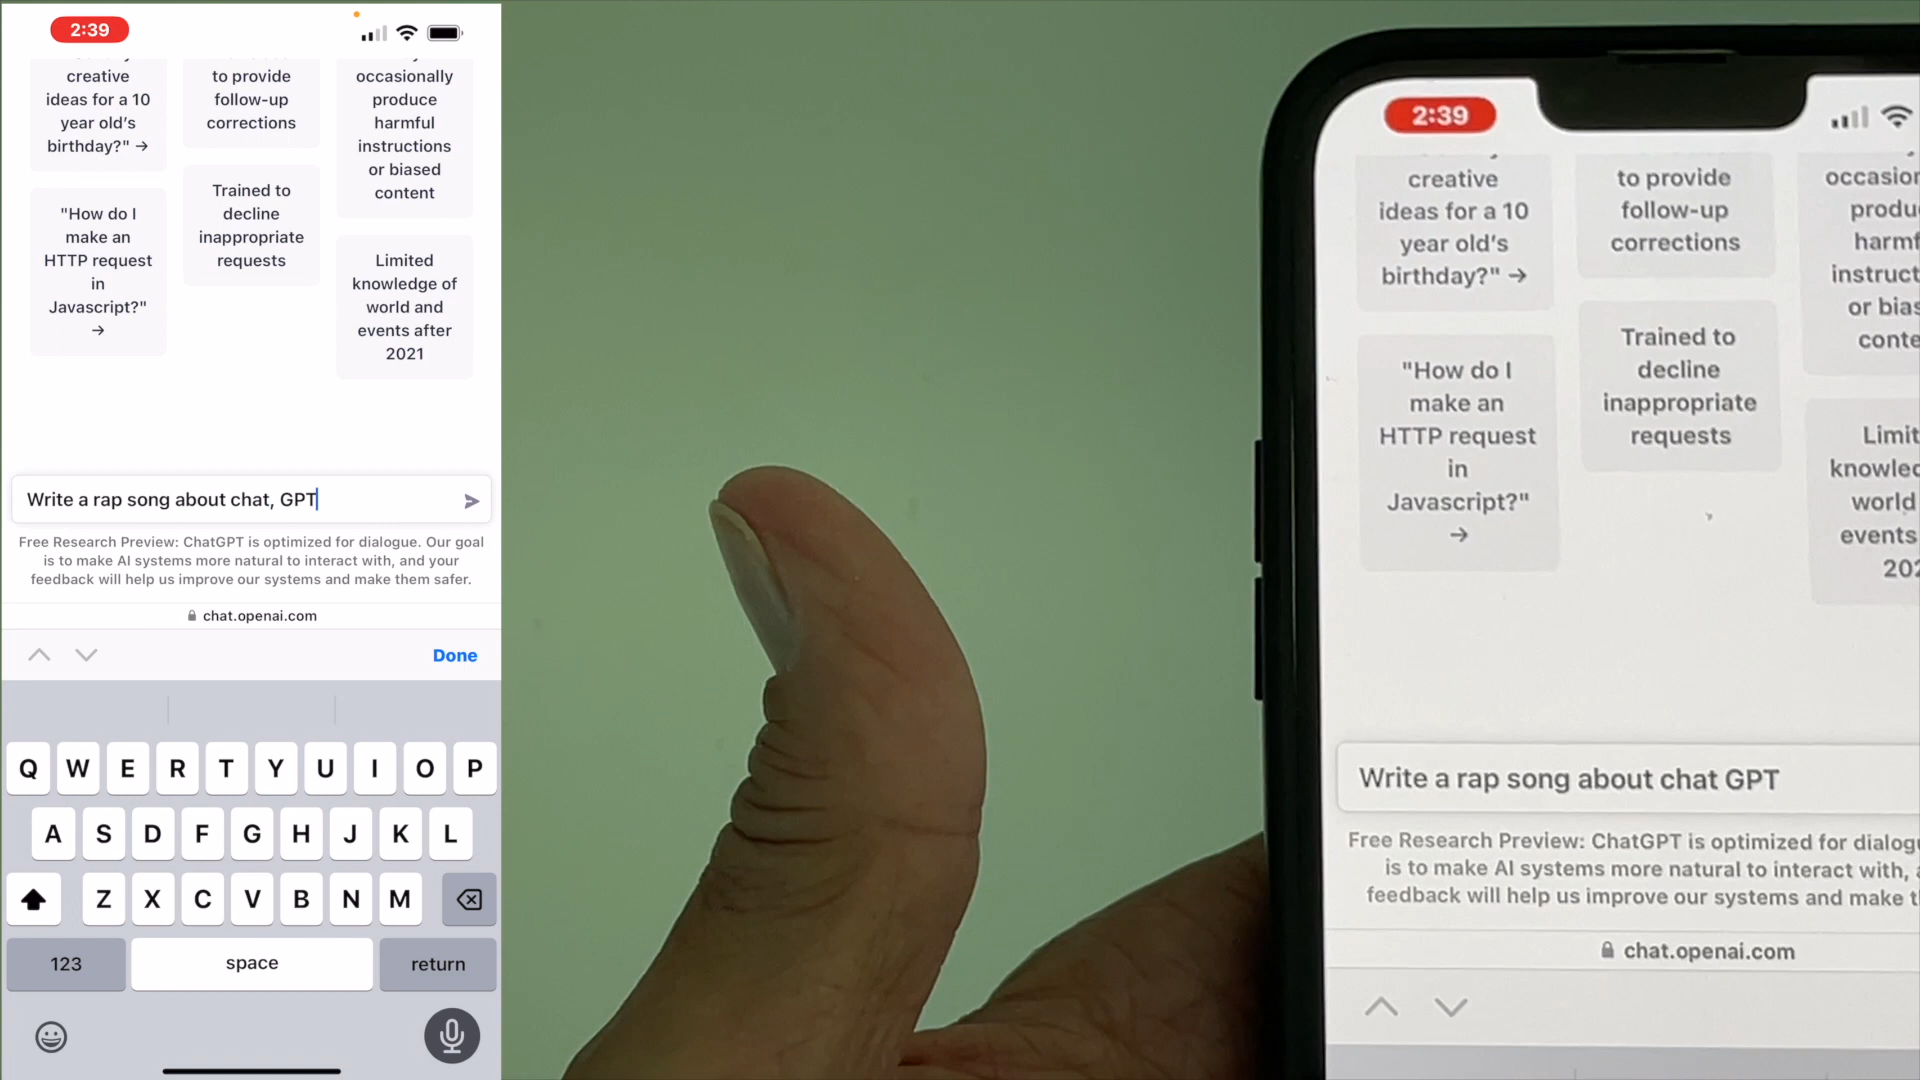 2:39
creative
ideas for a 10
year old's
birthday?" →
"How do I
make an
HTTP request
in
Javascript?"
→
to provide
follow-up
corrections
Trained to
decline
inappropriate
requests
occasionally
produce
harmful
instructions
or biased
content
Limited
knowledge of
world and
events after
2021
Write a rap song about chat, GPT
Free Research Preview: ChatGPT is optimized for dialogue. Our goal
is to make AI systems more natural to interact with, and your
feedback will help us improve our systems and make them safer.
chat.openai.com
Done
Q W E R T Y U I O P
A S D F G H J K L
Z X C V B N M
123 space return
2:39
creative
ideas for a 10
year old's
birthday?" →
"How do I
make an
HTTP request
in
Javascript?"
→
to provide
follow-up
corrections
Trained to
decline
inappropriate
requests
or
world
events
Write a rap song about chat GPT
Free Research Preview: ChatGPT is optimized for
is to make AI systems more natural to interact with,
feedback will help us improve our systems and make
chat.openai.com